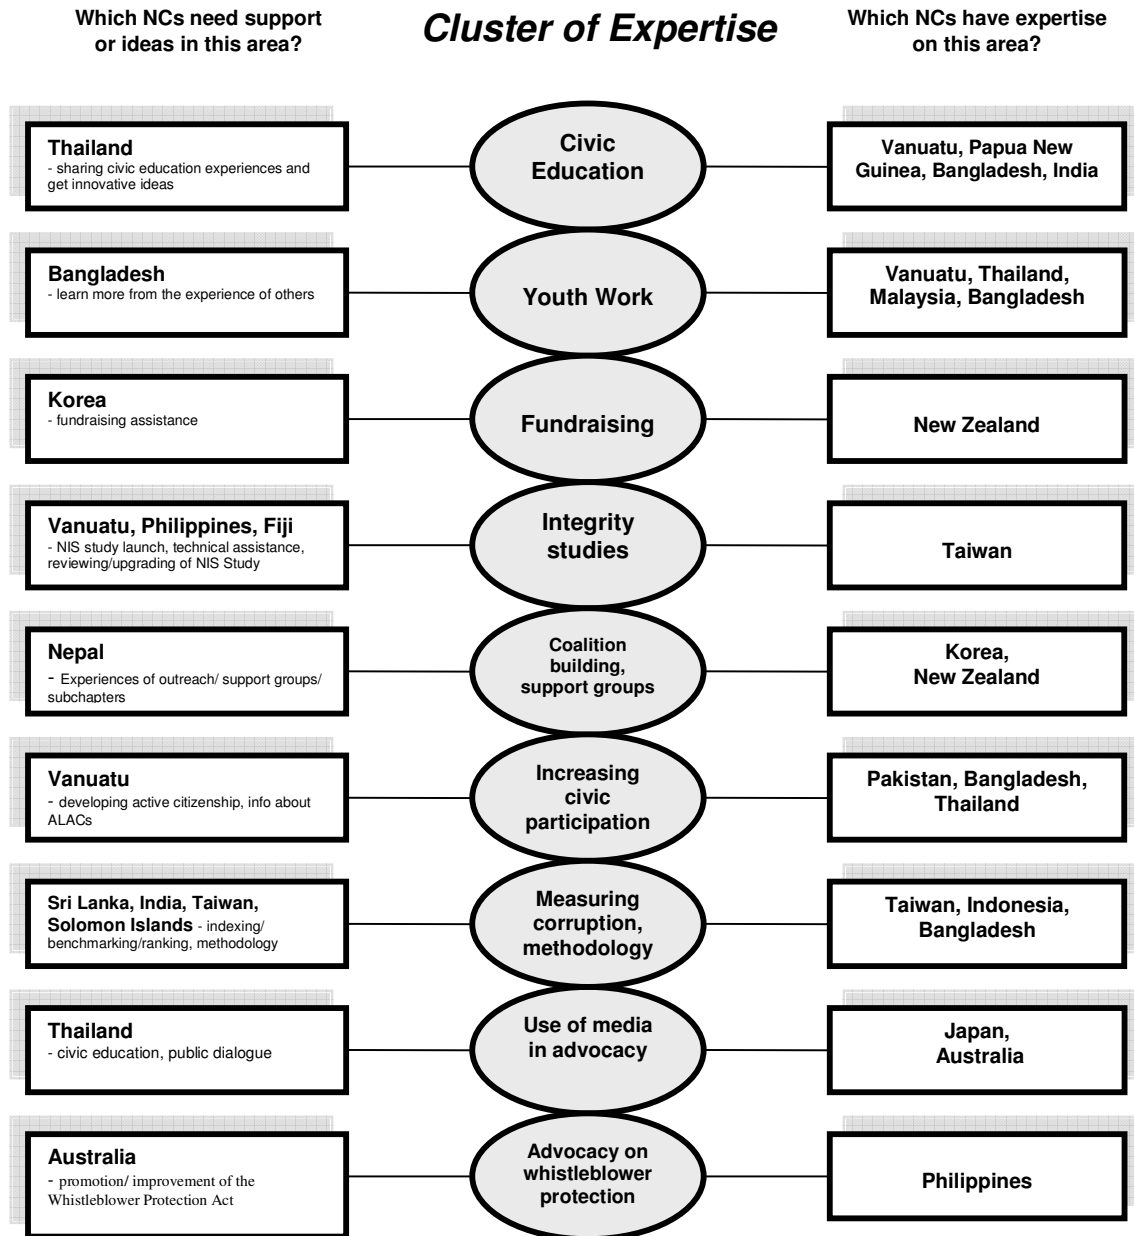 Which NCs need support
or ideas in this area?
Cluster of Expertise
Which NCs have expertise
on this area?
Thailand
- sharing civic education experiences and
get innovative ideas
Civic
Education
Vanuatu, Papua New
Guinea, Bangladesh, India
Bangladesh
- learn more from the experience of others
Youth Work
Vanuatu, Thailand,
Malaysia, Bangladesh
Korea
- fundraising assistance
Fundraising
New Zealand
Vanuatu, Philippines, Fiji
- NIS study launch, technical assistance,
reviewing/upgrading of NIS Study
Integrity
studies
Taiwan
Nepal
- Experiences of outreach/ support groups/
subchapters
Coalition
building,
support groups
Korea,
New Zealand
Vanuatu
- developing active citizenship, info about
ALACs
Increasing
civic
participation
Pakistan, Bangladesh,
Thailand
Sri Lanka, India, Taiwan,
Solomon Islands - indexing/
benchmarking/ranking, methodology
Measuring
corruption,
methodology
Taiwan, Indonesia,
Bangladesh
Thailand
- civic education, public dialogue
Use of media
in advocacy
Japan,
Australia
Australia
- promotion/ improvement of the
Whistleblower Protection Act
Advocacy on
whistleblower
protection
Philippines